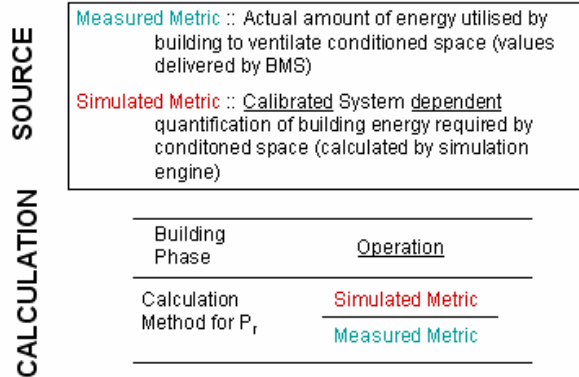 SOURCE
Measured Metric :: Actual amount of energy utilised by
building to ventilate conditioned space (values
delivered by BMS)
Simulated Metric :: Calibrated System dependent
quantification of building energy required by
conditoned space (calculated by simulation
engine)
CALCULATION
Building
Phase
Operation
Calculation
Method for Pr
Simulated Metric
Measured Metric